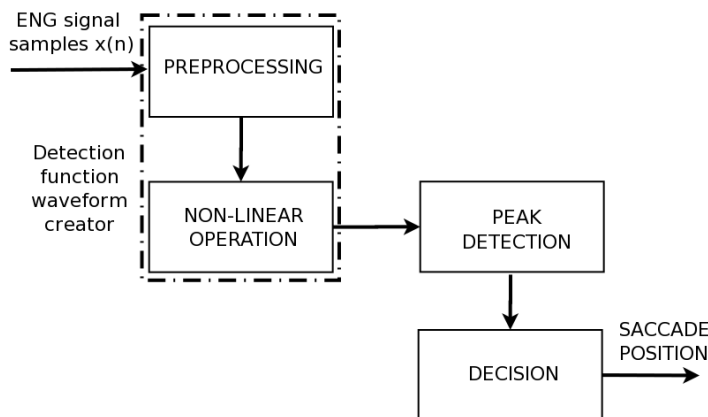 ENG signal
samples x(n)
PREPROCESSING
Detection
function
waveform
creator
NON-LINEAR
OPERATION
PEAK
DETECTION
DECISION
SACCADE
POSITION